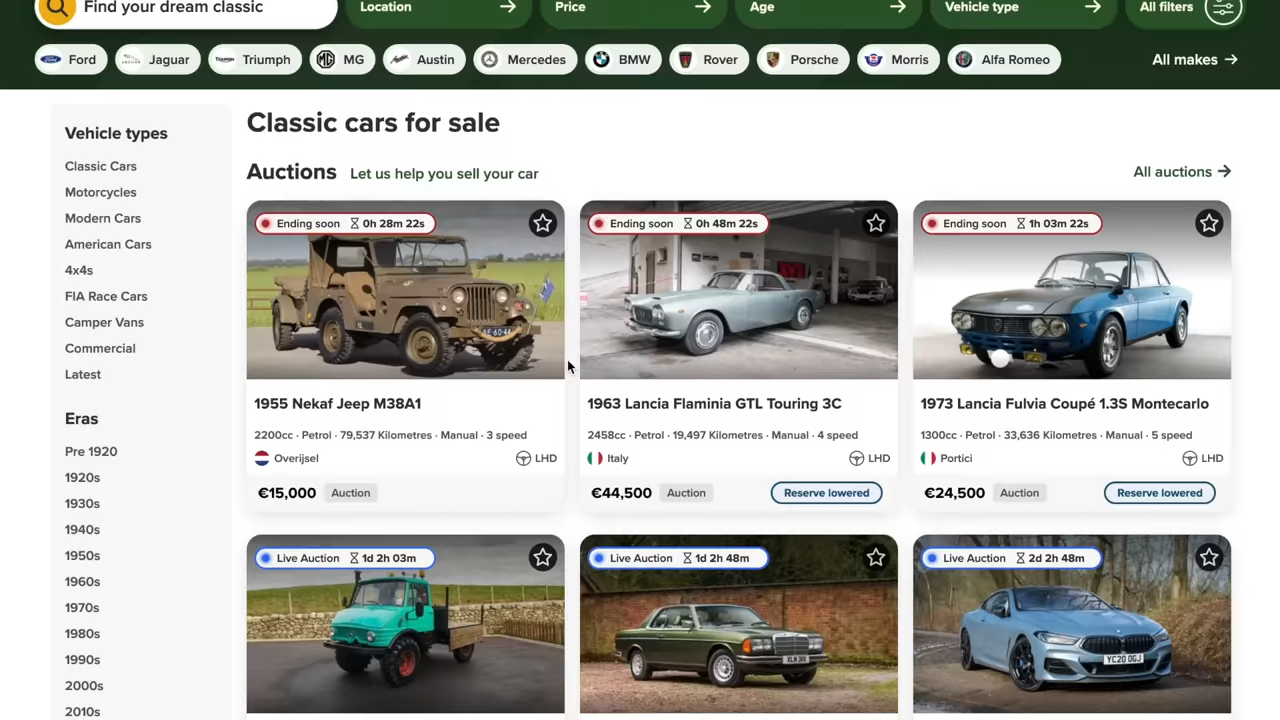 Find your dream classic
Location
Price
Age
Vehicle type
All filters
Ford
Jaguar
Triumph
MG
Austin
Mercedes
BMW
Rover
Porsche
Morris
Alfa Romeo
All makes
Vehicle types
Classic Cars
Motorcycles
Modern Cars
American Cars
4x4s
FIA Race Cars
Camper Vans
Commercial
Latest
Eras
Pre 1920
1920s
1930s
1940s
1950s
1960s
1970s
1980s
1990s
2000s
2010s
Classic cars for sale
Auctions Let us help you sell your car
All auctions
Ending soon 0h 28m 22s
1955 Nekaf Jeep M38A1
2200cc · Petrol · 79,537 Kilometres · Manual · 3 speed
Overijsel LHD
€15,000 Auction
Ending soon 0h 48m 22s
1963 Lancia Flaminia GTL Touring 3C
2458cc · Petrol · 19,497 Kilometres · Manual · 4 speed
Italy LHD
€44,500 Auction Reserve lowered
Ending soon 1h 03m 22s
1973 Lancia Fulvia Coupé 1.3S Montecarlo
1300cc · Petrol · 33,636 Kilometres · Manual · 5 speed
Portici LHD
€24,500 Auction Reserve lowered
Live Auction 1d 2h 03m
Live Auction 1d 2h 48m
Live Auction 2d 2h 48m
YC20 OGJ